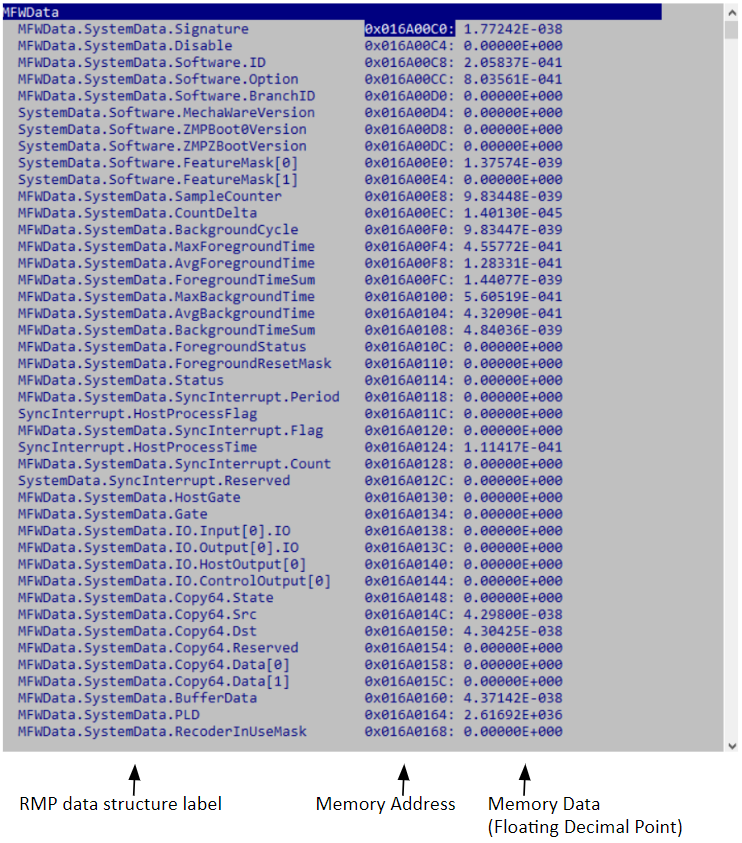 MFWData
MFWData.SystemData.Signature 0x016A00C0: 1.77242E-038
MFWData.SystemData.Disable 0x016A00C4: 0.00000E+000
MFWData.SystemData.Software.ID 0x016A00C8: 2.05837E-041
MFWData.SystemData.Software.Option 0x016A00CC: 8.03561E-041
MFWData.SystemData.Software.BranchID 0x016A00D0: 0.00000E+000
SystemData.Software.MechaWareVersion 0x016A00D4: 0.00000E+000
SystemData.Software.ZMPBoot0Version 0x016A00D8: 0.00000E+000
SystemData.Software.ZMPZBootVersion 0x016A00DC: 0.00000E+000
SystemData.Software.FeatureMask[0] 0x016A00E0: 1.37574E-039
SystemData.Software.FeatureMask[1] 0x016A00E4: 0.00000E+000
MFWData.SystemData.SampleCounter 0x016A00E8: 9.83448E-039
MFWData.SystemData.CountDelta 0x016A00EC: 1.40130E-045
MFWData.SystemData.BackgroundCycle 0x016A00F0: 9.83447E-039
MFWData.SystemData.MaxForegroundTime 0x016A00F4: 4.55772E-041
MFWData.SystemData.AvgForegroundTime 0x016A00F8: 1.28331E-041
MFWData.SystemData.ForegroundTimeSum 0x016A00FC: 1.44077E-039
MFWData.SystemData.MaxBackgroundTime 0x016A0100: 5.60519E-041
MFWData.SystemData.AvgBackgroundTime 0x016A0104: 4.32090E-041
MFWData.SystemData.BackgroundTimeSum 0x016A0108: 4.84036E-039
MFWData.SystemData.ForegroundStatus 0x016A010C: 0.00000E+000
MFWData.SystemData.ForegroundResetMask 0x016A0110: 0.00000E+000
MFWData.SystemData.Status 0x016A0114: 0.00000E+000
MFWData.SystemData.SyncInterrupt.Period 0x016A0118: 0.00000E+000
SyncInterrupt.HostProcessFlag 0x016A011C: 0.00000E+000
MFWData.SystemData.SyncInterrupt.Flag 0x016A0120: 0.00000E+000
SyncInterrupt.HostProcessTime 0x016A0124: 1.11417E-041
MFWData.SystemData.SyncInterrupt.Count 0x016A0128: 0.00000E+000
SystemData.SyncInterrupt.Reserved 0x016A012C: 0.00000E+000
MFWData.SystemData.HostGate 0x016A0130: 0.00000E+000
MFWData.SystemData.Gate 0x016A0134: 0.00000E+000
MFWData.SystemData.IO.Input[0].IO 0x016A0138: 0.00000E+000
MFWData.SystemData.IO.Output[0].IO 0x016A013C: 0.00000E+000
MFWData.SystemData.IO.HostOutput[0] 0x016A0140: 0.00000E+000
MFWData.SystemData.IO.ControlOutput[0] 0x016A0144: 0.00000E+000
MFWData.SystemData.Copy64.State 0x016A0148: 0.00000E+000
MFWData.SystemData.Copy64.Src 0x016A014C: 4.29800E-038
MFWData.SystemData.Copy64.Dst 0x016A0150: 4.30425E-038
MFWData.SystemData.Copy64.Reserved 0x016A0154: 0.00000E+000
MFWData.SystemData.Copy64.Data[0] 0x016A0158: 0.00000E+000
MFWData.SystemData.Copy64.Data[1] 0x016A015C: 0.00000E+000
MFWData.SystemData.BufferData 0x016A0160: 4.37142E-038
MFWData.SystemData.PLD 0x016A0164: 2.61692E+036
MFWData.SystemData.RecoderInUseMask 0x016A0168: 0.00000E+000
RMP data structure label Memory Address Memory Data
(Floating Decimal Point)